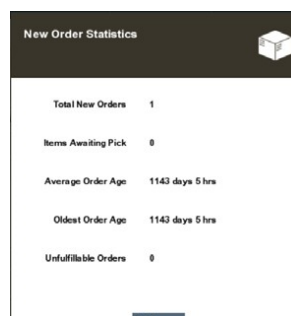 New Order Statistics
Total New Orders 1
Items Awaiting Pick 0
Average Order Age 1143 days 5 hrs
Oldest Order Age 1143 days 5 hrs
Unfulfillable Orders 0